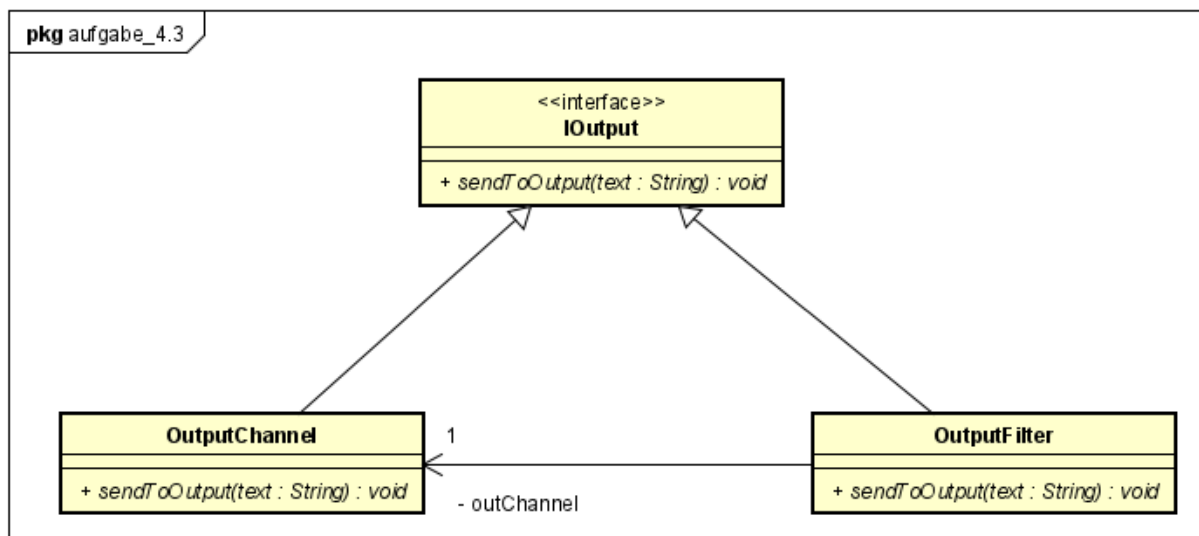 pkg aufgabe_4.3
<<interface>>
IOutput
+ sendToOutput(text : String) : void
OutputChannel
+ sendToOutput(text : String) : void
1
- outChannel
OutputFilter
+ sendToOutput(text : String) : void